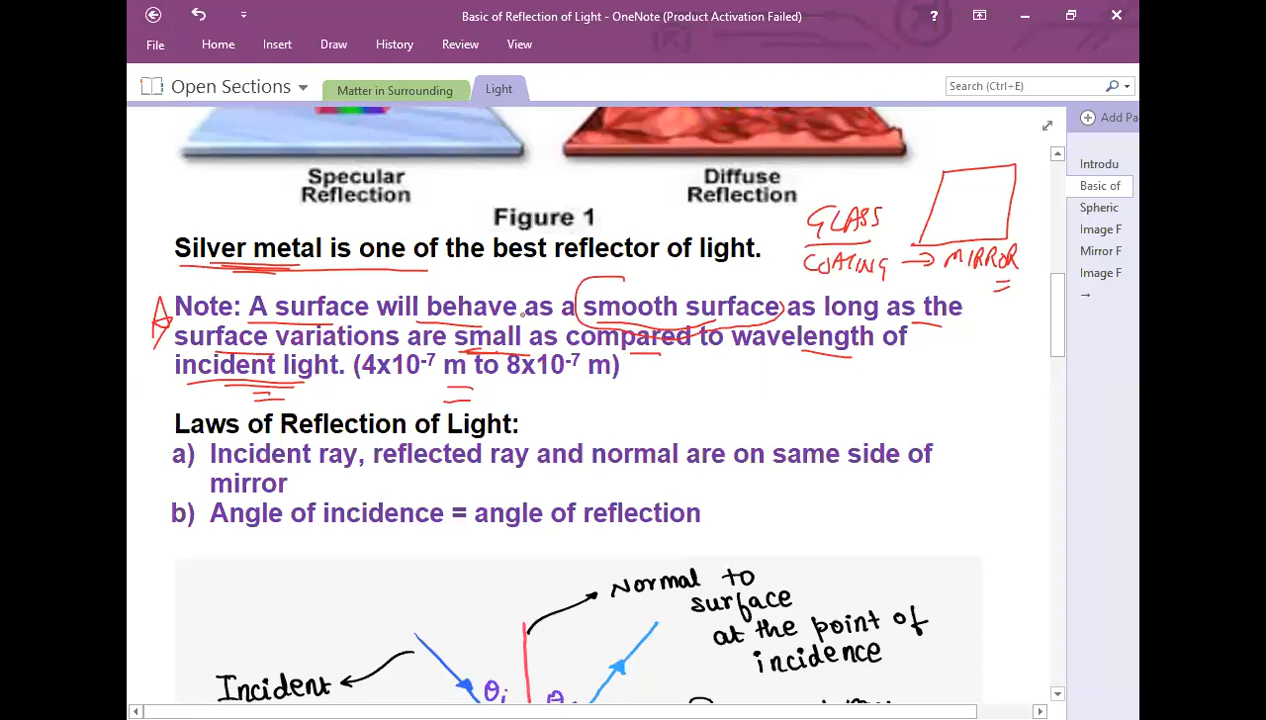 Basic of Reflection of Light - OneNote (Product Activation Failed)
?
File Home Insert Draw History Review View
Open Sections
Matter in Surrounding
Light
Search (Ctrl+E)
Add Pa
Introdu
Basic of
Spheric
Image F
Mirror F
Image F
Specular
Reflection
Diffuse
Reflection
Figure 1
GLASS
COATING → MIRROR
Silver metal is one of the best reflector of light.
Note: A surface will behave as a smooth surface as long as the
surface variations are small as compared to wavelength of
incident light. (4x10⁻⁷ m to 8x10⁻⁷ m)
Laws of Reflection of Light:
a) Incident ray, reflected ray and normal are on same side of
mirror
b) Angle of incidence = angle of reflection
Normal to
surface
at the point of
incidence
Incident
θi